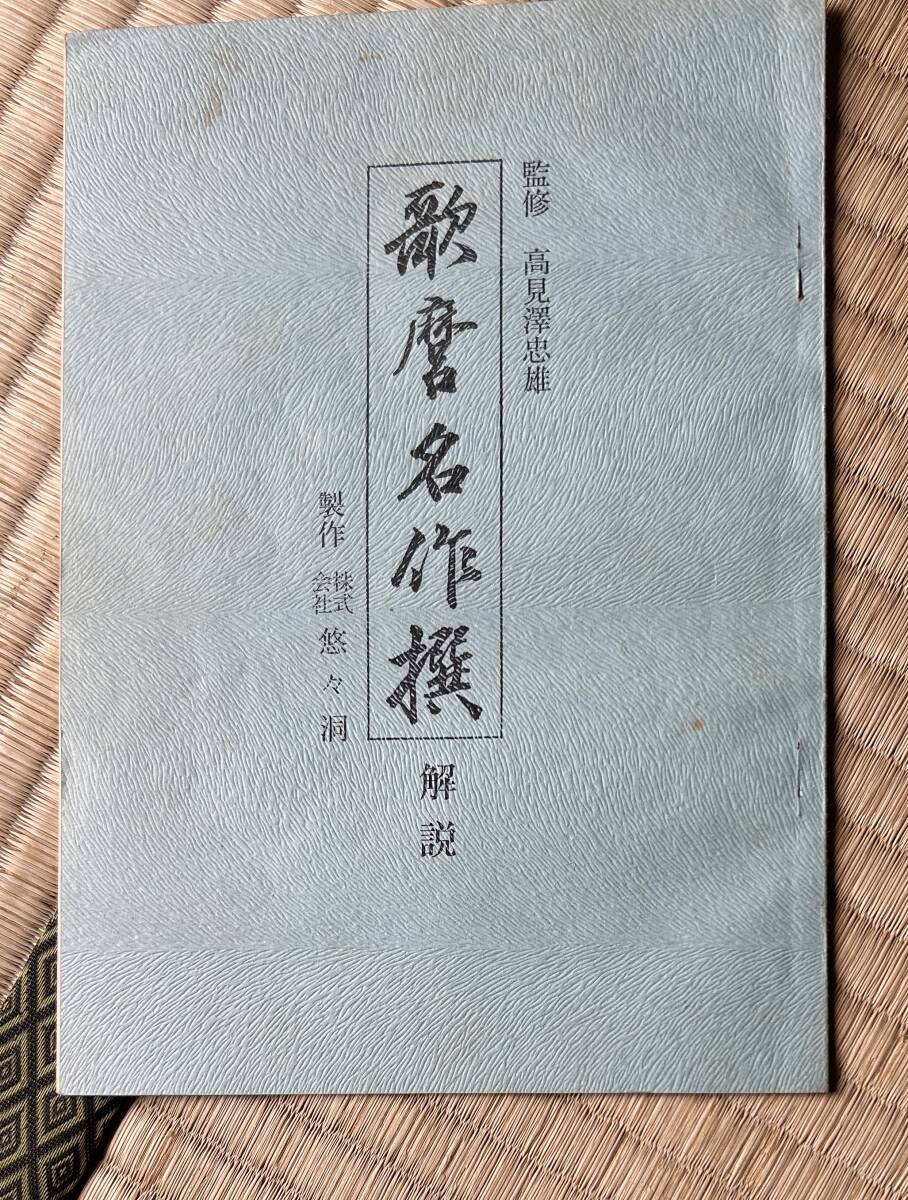 監修　高見澤忠雄
歌麿名作撰
解説
製作　株式会社　悠々洞